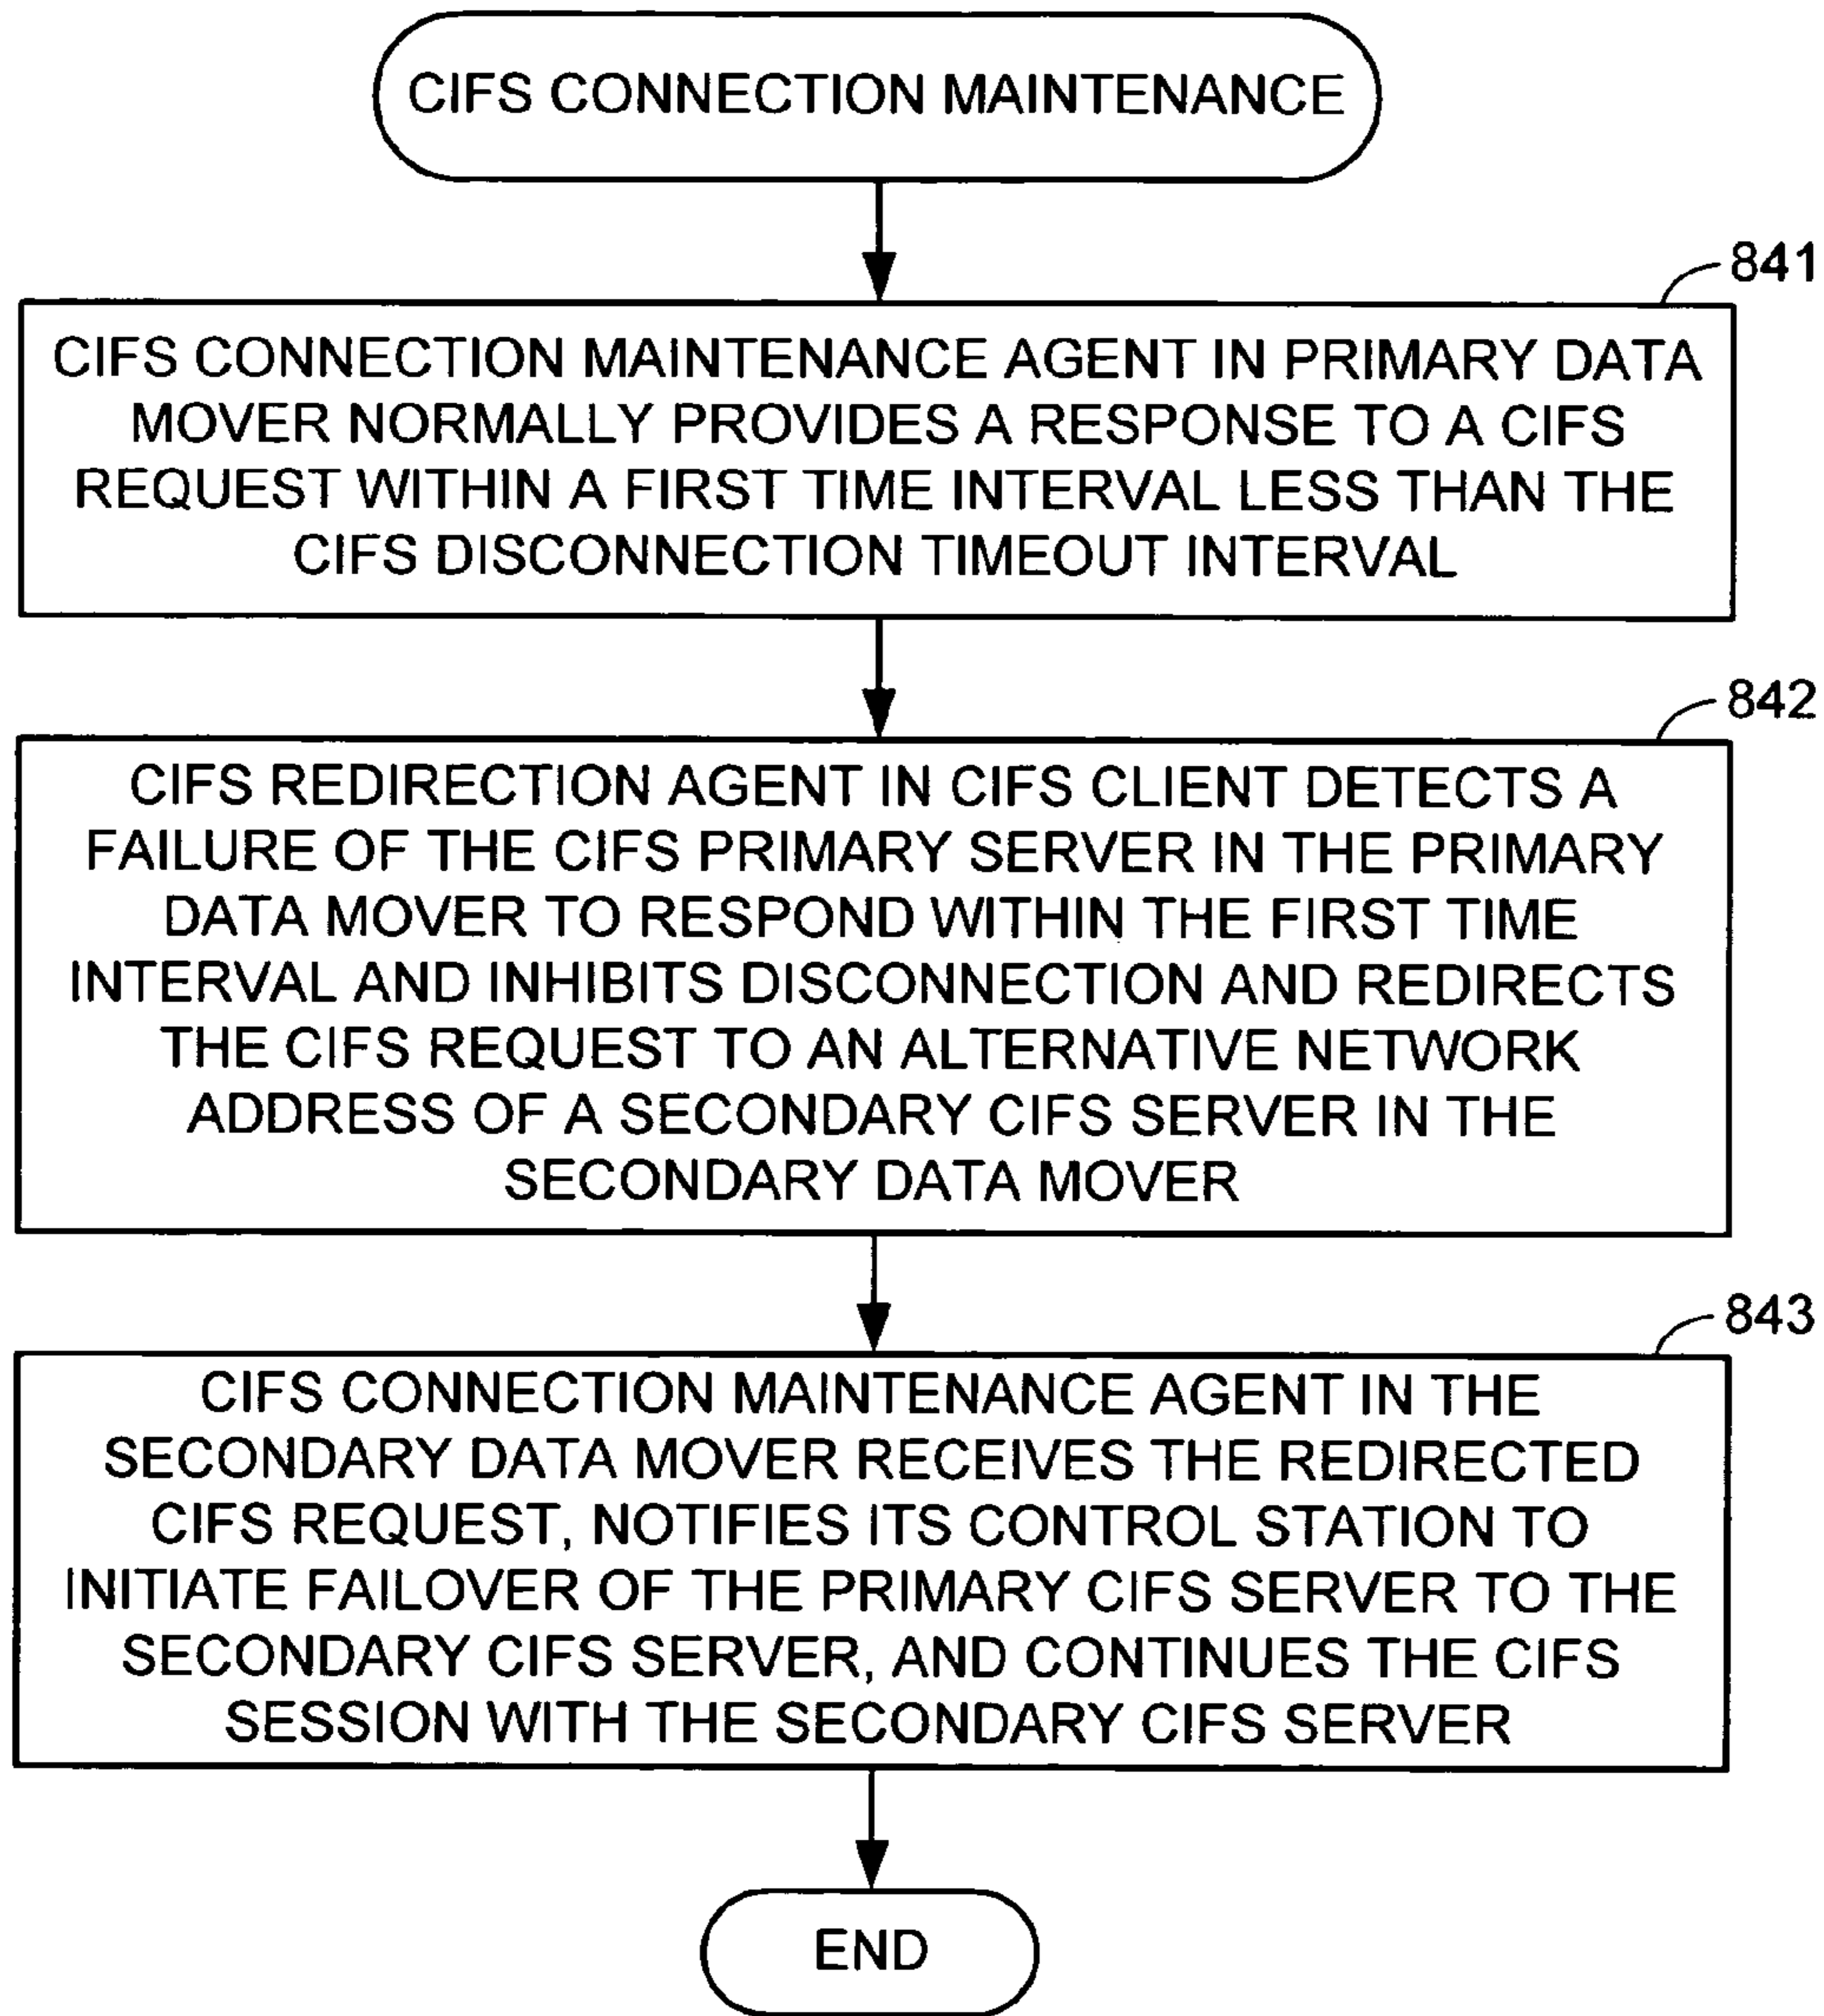 CIFS CONNECTION MAINTENANCE
841
CIFS CONNECTION MAINTENANCE AGENT IN PRIMARY DATA
MOVER NORMALLY PROVIDES A RESPONSE TO A CIFS
REQUEST WITHIN A FIRST TIME INTERVAL LESS THAN THE
CIFS DISCONNECTION TIMEOUT INTERVAL
842
CIFS REDIRECTION AGENT IN CIFS CLIENT DETECTS A
FAILURE OF THE CIFS PRIMARY SERVER IN THE PRIMARY
DATA MOVER TO RESPOND WITHIN THE FIRST TIME
INTERVAL AND INHIBITS DISCONNECTION AND REDIRECTS
THE CIFS REQUEST TO AN ALTERNATIVE NETWORK
ADDRESS OF A SECONDARY CIFS SERVER IN THE
SECONDARY DATA MOVER
843
CIFS CONNECTION MAINTENANCE AGENT IN THE
SECONDARY DATA MOVER RECEIVES THE REDIRECTED
CIFS REQUEST, NOTIFIES ITS CONTROL STATION TO
INITIATE FAILOVER OF THE PRIMARY CIFS SERVER TO THE
SECONDARY CIFS SERVER, AND CONTINUES THE CIFS
SESSION WITH THE SECONDARY CIFS SERVER
END